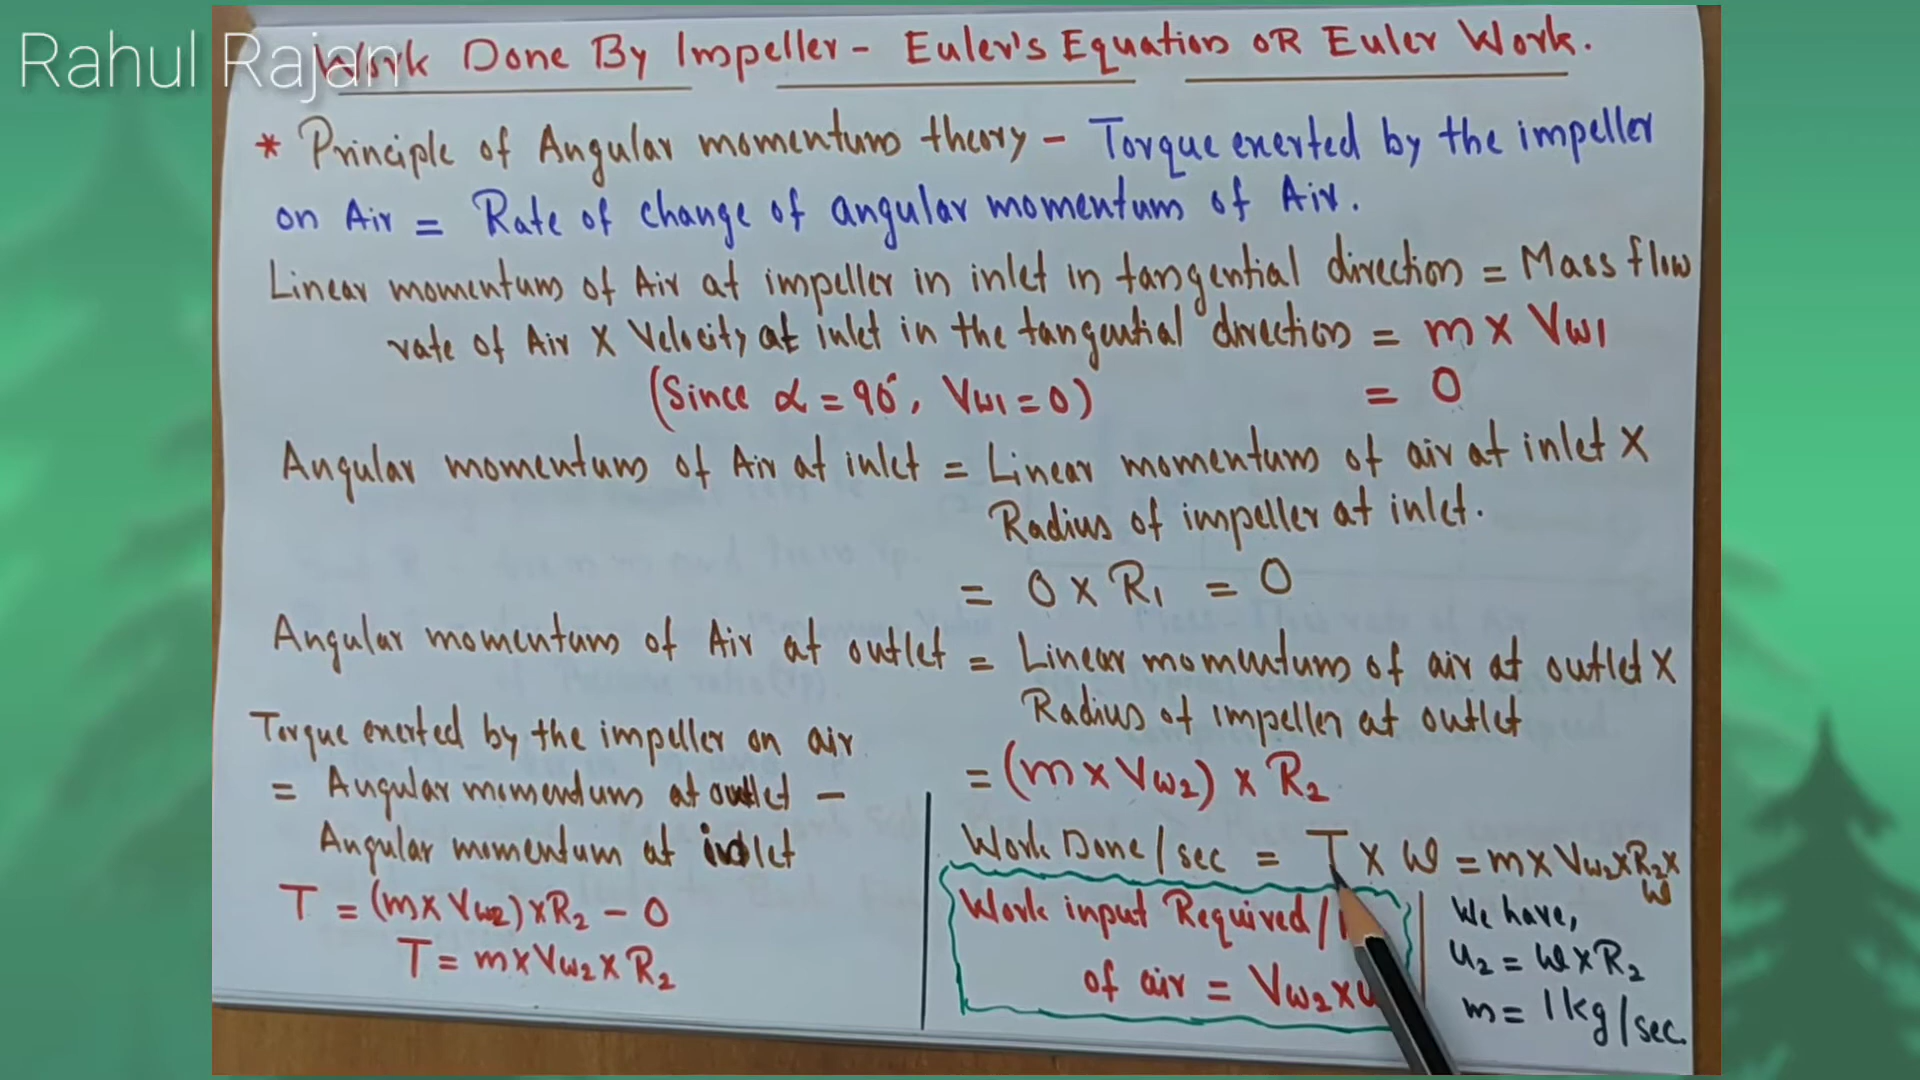 Rahul Rajan
Work Done By Impeller - Euler's Equation OR Euler Work.
* Principle of Angular momentum theory - Torque exerted by the impeller
on Air = Rate of change of angular momentum of Air.
Linear momentum of Air at impeller in inlet in tangential direction = Mass flow
rate of Air X Velocity at inlet in the tangential direction = m x Vw1
(Since α = 90°, Vw1 = 0) = 0
Angular momentum of Air at inlet = Linear momentum of air at inlet X
Radius of impeller at inlet.
= 0 x R1 = 0
Angular momentum of Air at outlet = Linear momentum of air at outlet X
Radius of impeller at outlet
= (m x Vw2) x R2
Torque exerted by the impeller on air
= Angular momentum at outlet -
Angular momentum at inlet
T = (m x Vw2) x R2 - 0
T = m x Vw2 x R2
Work Done / sec = T x ω = m x Vw2 x R2 x
ω
Work input Required /
of air = Vw2 x
We have,
U2 = ω x R2
m = 1 kg / sec.